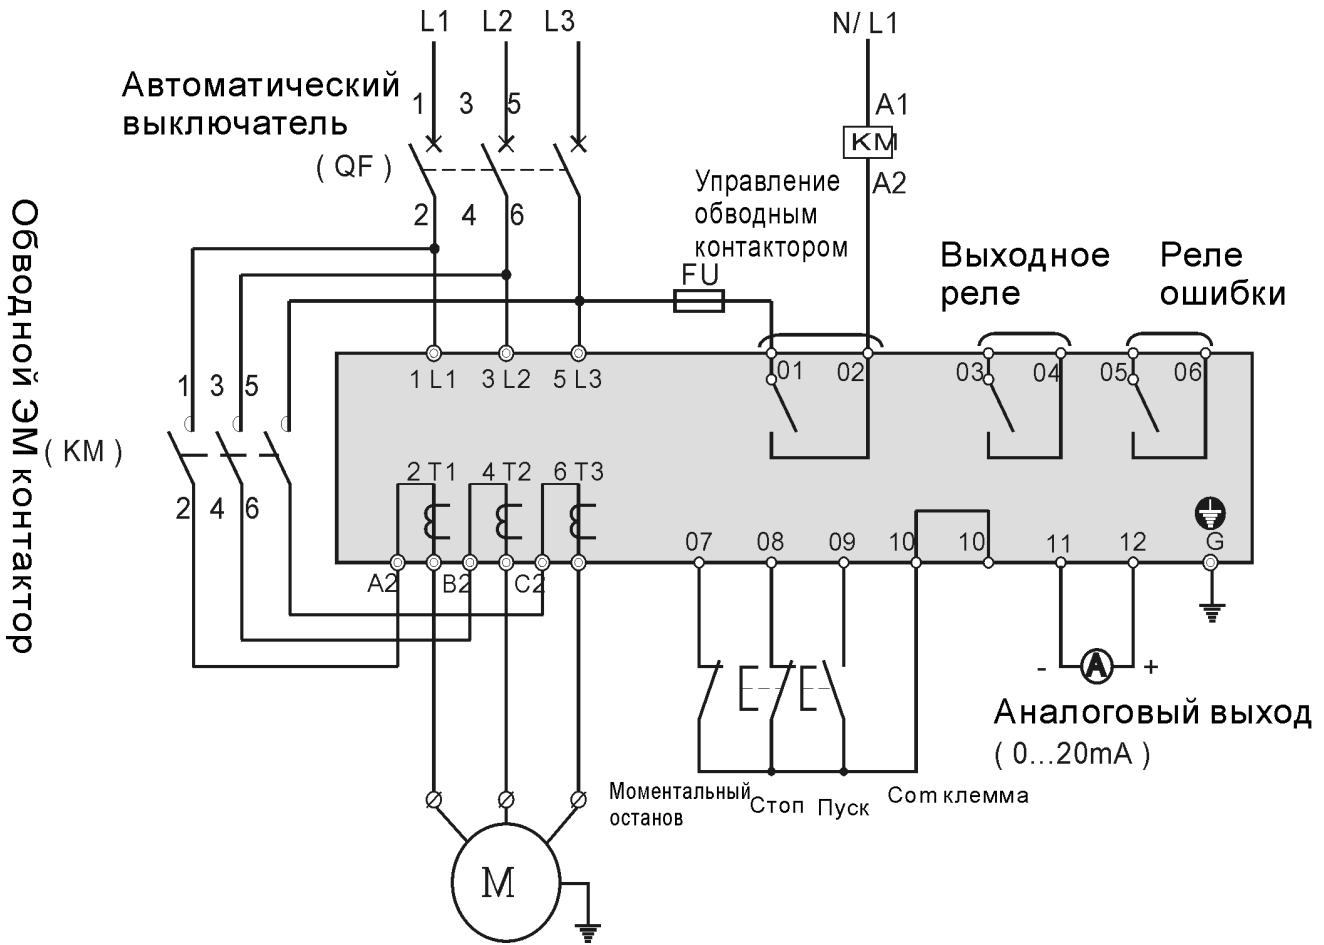 L1 L2 L3 N/ L1
Автоматический
выключатель
( QF )
1 3 5
2 4 6
A1
KM
A2
Управление
обводным
контактором
FU
Выходное
реле
Реле
ошибки
Обводной ЭМ контактор
( KM )
1 3 5
2 4 6
1 L1 3 L2 5 L3 01 02 03 04 05 06
2 T1 4 T2 6 T3
07 08 09 10 10 11 12 G
A2 B2 C2
- A +
Аналоговый выход
( 0...20mA )
Моментальный
останов
Стоп
Пуск
Com клемма
M